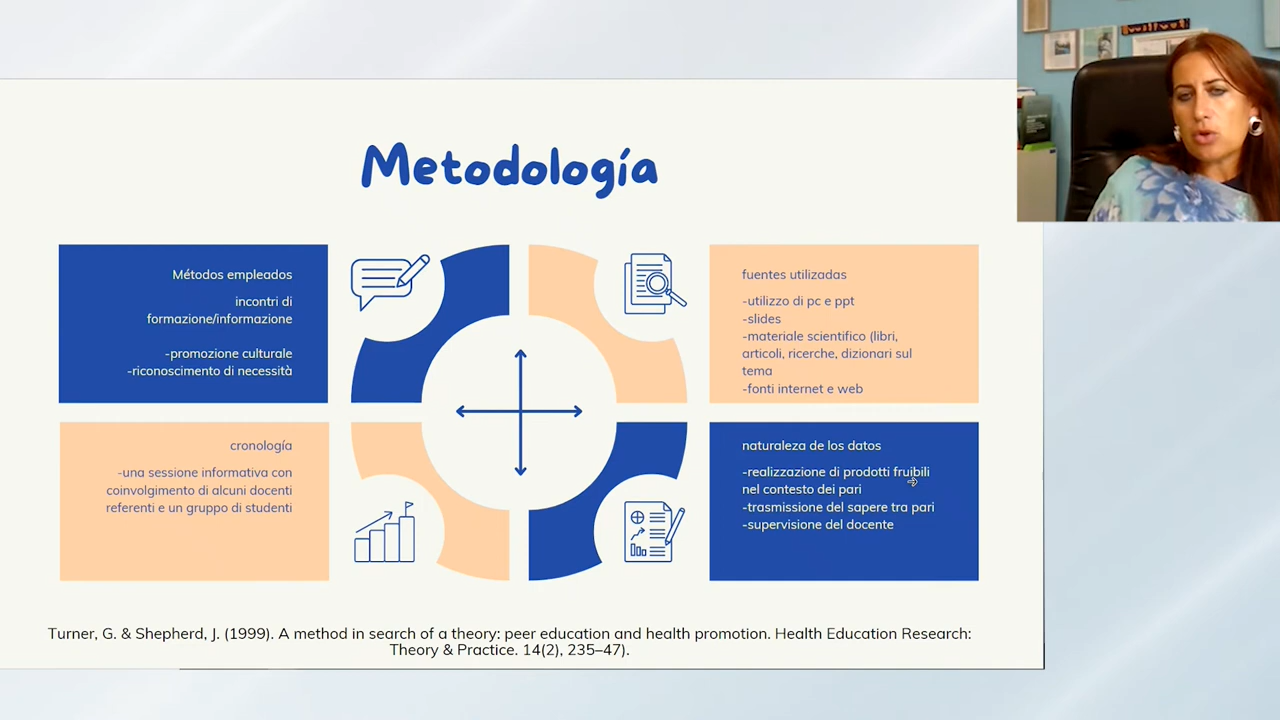 Metodología
Métodos empleados
incontri di
formazione/informazione
-promozione culturale
-riconoscimento di necessità
fuentes utilizadas
-utilizzo di pc e ppt
-slides
-materiale scientifico (libri,
articoli, ricerche, dizionari sul
tema
-fonti internet e web
cronología
-una sessione informativa con
coinvolgimento di alcuni docenti
referenti e un gruppo di studenti
naturaleza de los datos
-realizzazione di prodotti fruibili
nel contesto dei pari
-trasmissione del sapere tra pari
-supervisione del docente
Turner, G. & Shepherd, J. (1999). A method in search of a theory: peer education and health promotion. Health Education Research:
Theory & Practice. 14(2), 235–47).